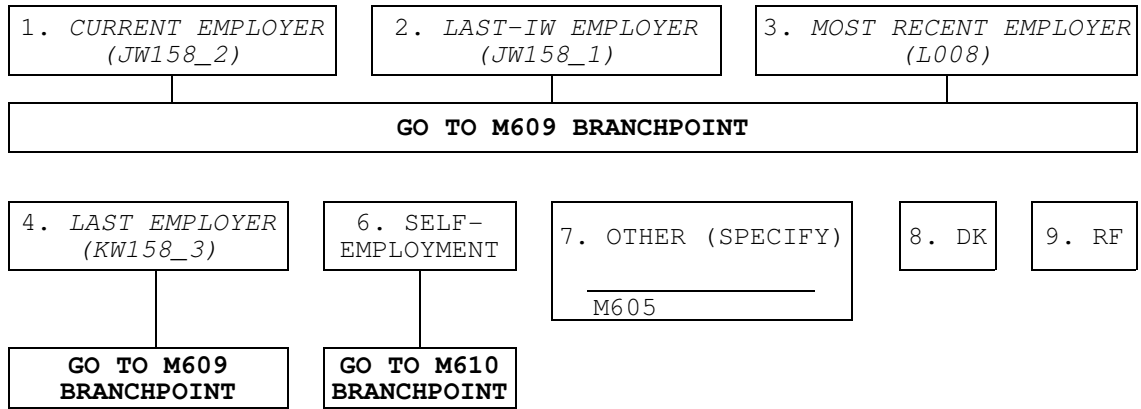 1. CURRENT EMPLOYER
(JW158_2)
2. LAST-IW EMPLOYER
(JW158_1)
3. MOST RECENT EMPLOYER
(L008)
GO TO M609 BRANCHPOINT
4. LAST EMPLOYER
(KW158_3)
6. SELF-
EMPLOYMENT
7. OTHER (SPECIFY)
M605
8. DK
9. RF
GO TO M609
BRANCHPOINT
GO TO M610
BRANCHPOINT